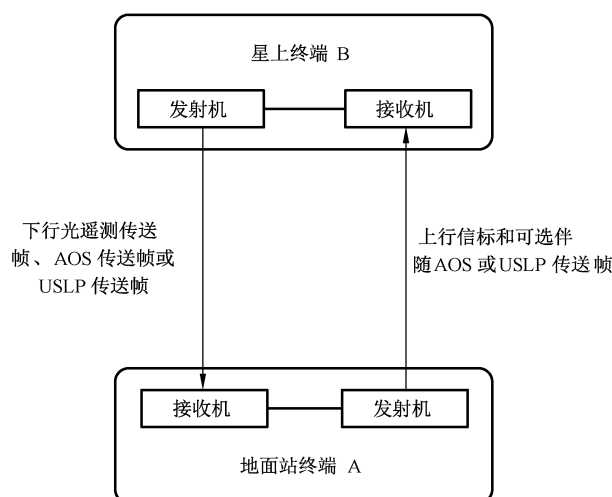 星上终端 B
发射机
接收机
下行光遥测传送
帧、AOS 传送帧或
USLP 传送帧
上行信标和可选伴
随AOS 或USLP 传送帧
接收机
发射机
地面站终端 A